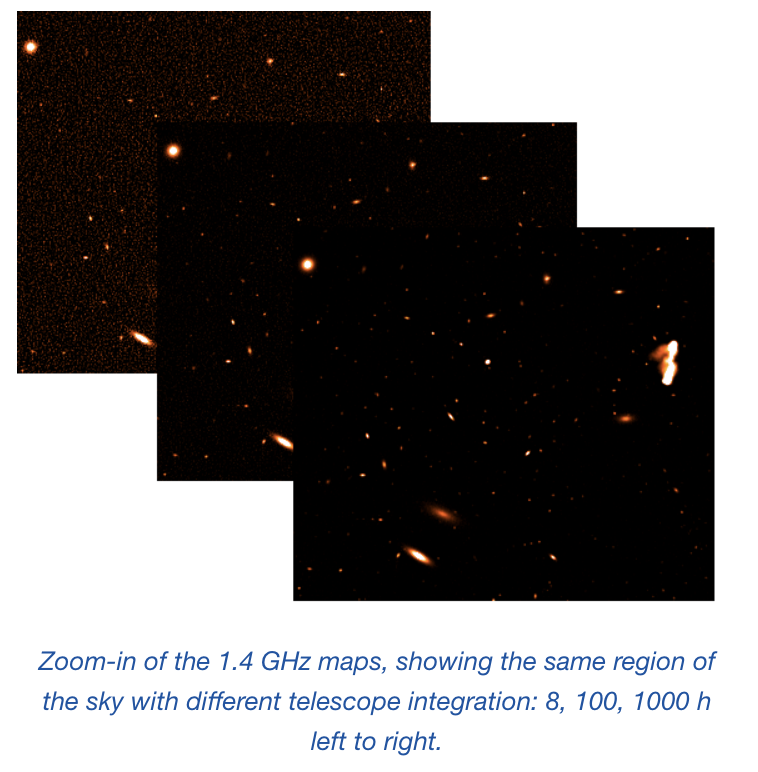 Zoom-in of the 1.4 GHz maps, showing the same region of
the sky with different telescope integration: 8, 100, 1000 h
left to right.